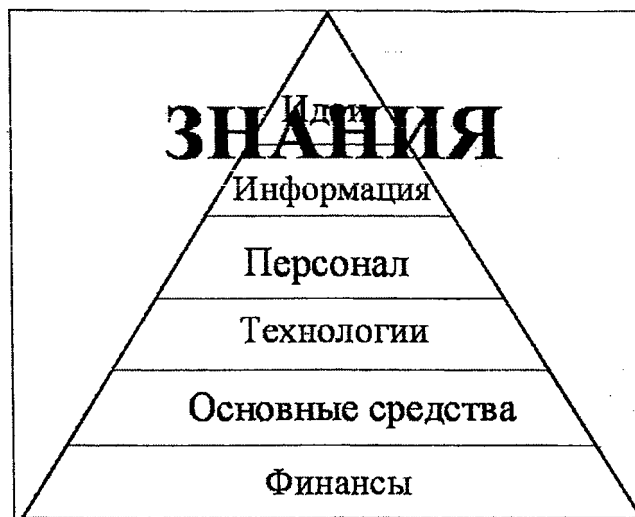 Идеи
ЗНАНИЯ
Информация
Персонал
Технологии
Основные средства
Финансы